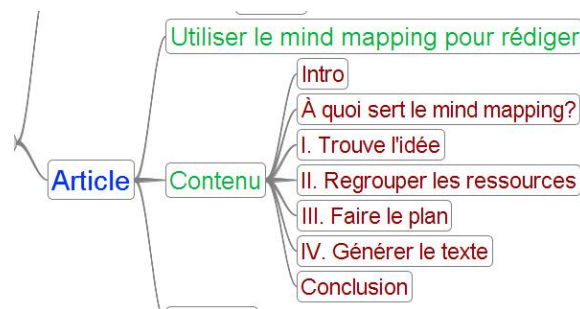 Utiliser le mind mapping pour rédiger
Intro
À quoi sert le mind mapping?
I. Trouve l'idée
Article
Contenu
II. Regrouper les ressources
III. Faire le plan
IV. Générer le texte
Conclusion